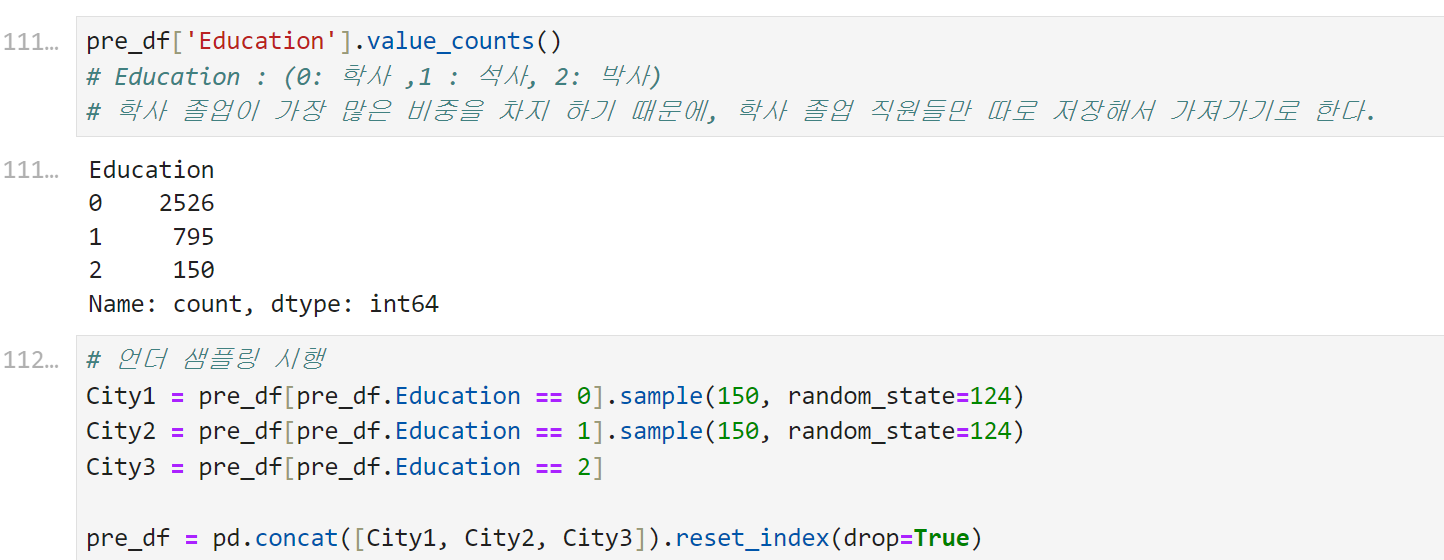 111…
pre_df['Education'].value_counts()
# Education : (0: 학사 ,1 : 석사, 2: 박사)
# 학사 졸업이 가장 많은 비중을 차지 하기 때문에, 학사 졸업 직원들만 따로 저장해서 가져가기로 한다.
111…
Education
0    2526
1     795
2     150
Name: count, dtype: int64
112…
# 언더 샘플링 시행
City1 = pre_df[pre_df.Education == 0].sample(150, random_state=124)
City2 = pre_df[pre_df.Education == 1].sample(150, random_state=124)
City3 = pre_df[pre_df.Education == 2]
pre_df = pd.concat([City1, City2, City3]).reset_index(drop=True)